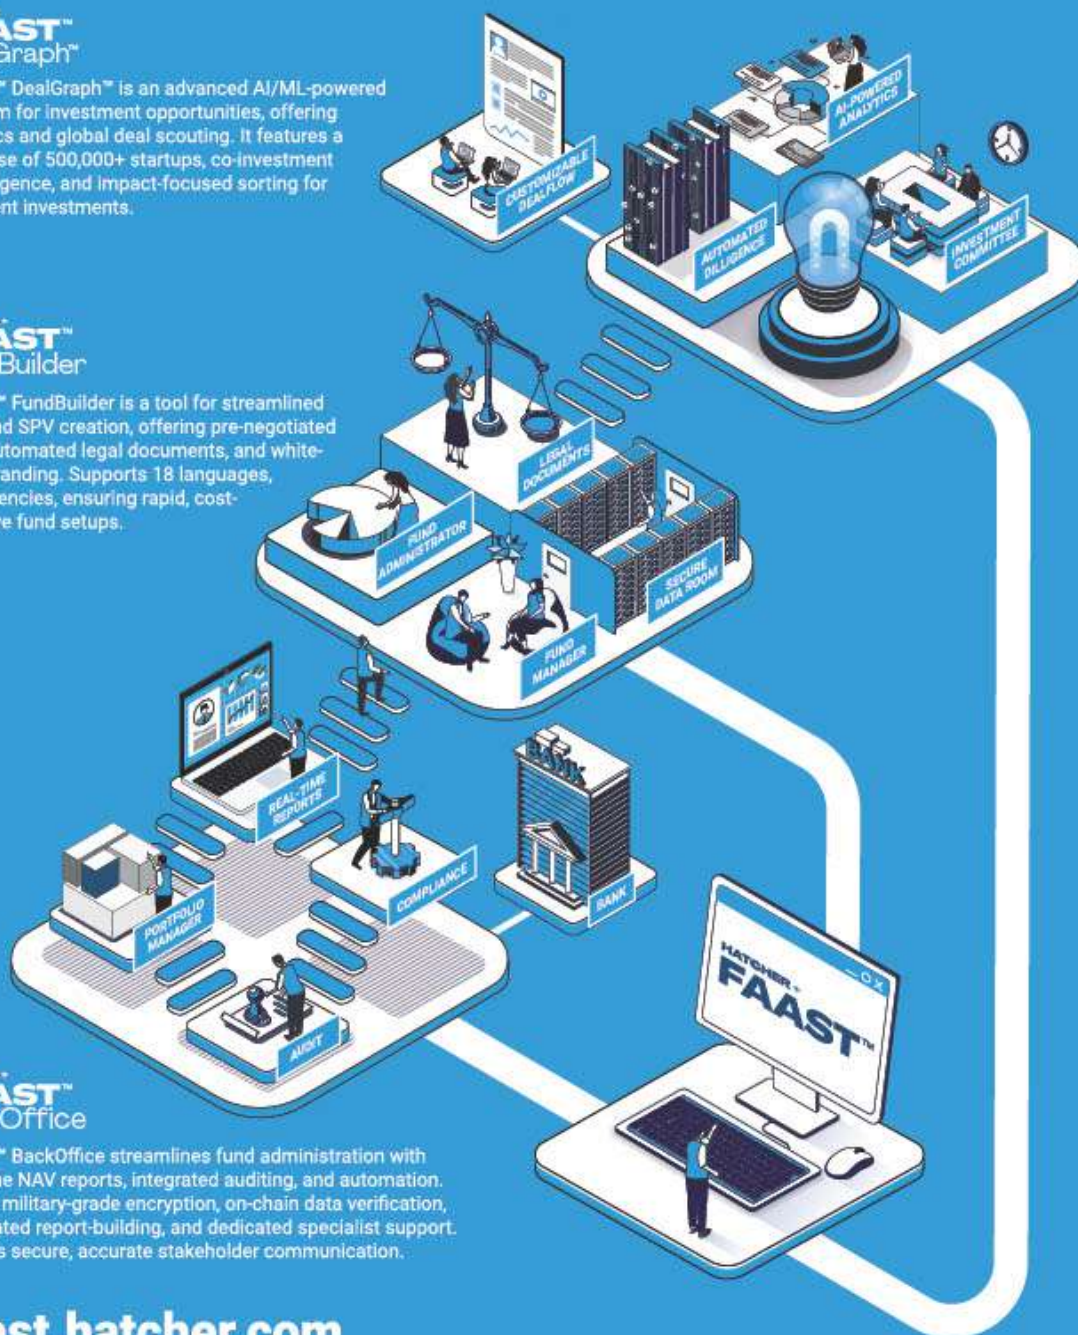 AST™
Graph™
™ DealGraph™ is an advanced AI/ML-powered
m for investment opportunities, offering
cs and global deal scouting. It features a
se of 500,000+ startups, co-investment
gence, and impact-focused sorting for
ent investments.
CUSTOMIZABLE
DEALFLOW
AI-POWERED
ANALYTICS
AUTOMATED
DILLIGENCE
INVESTMENT
COMMITTEE
AST™
Builder
™ FundBuilder is a tool for streamlined
nd SPV creation, offering pre-negotiated
utomated legal documents, and white-
anding. Supports 18 languages,
encies, ensuring rapid, cost-
ve fund setups.
LEGAL
DOCUMENTS
FUND
ADMINISTRATOR
SECURE
DATA ROOM
FUND
MANAGER
REAL-TIME
REPORTS
BANK
COMPLIANCE
BANK
PORTFOLIO
MANAGER
AUDIT
HATCHER+
FAAST™
AST™
Office
™ BackOffice streamlines fund administration with
ne NAV reports, integrated auditing, and automation.
military-grade encryption, on-chain data verification,
ated report-building, and dedicated specialist support.
s secure, accurate stakeholder communication.
ast.hatcher.com